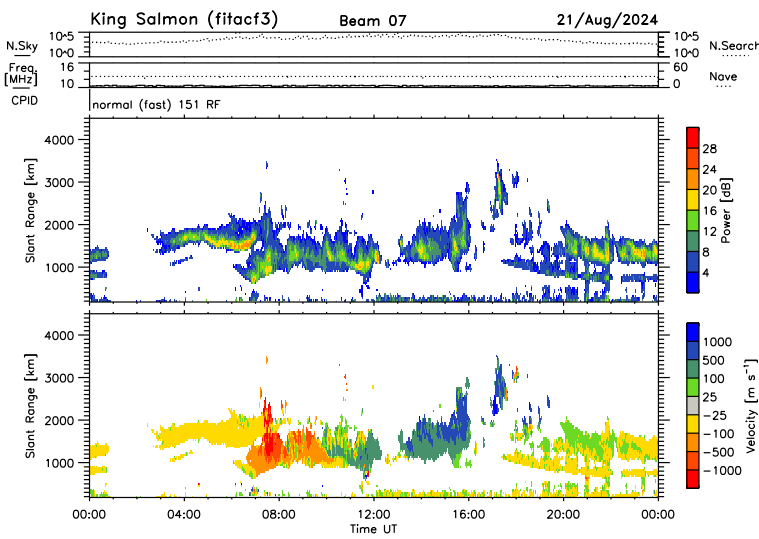 King Salmon (fitacf3) Beam 07 21/Aug/2024
N.Sky 10^5 10^0 10^5 10^0 N.Search
Freq [MHz] 16 10 60 0 Nave
CPID normal (fast) 151 RF
Slant Range [km] 4000 3000 2000 1000
Power [dB] 28 24 20 16 12 8 4
Slant Range [km] 4000 3000 2000 1000
Velocity [m s⁻¹] 1000 500 100 25 −25 −100 −500 −1000
00:00 04:00 08:00 12:00 16:00 20:00 00:00
Time UT